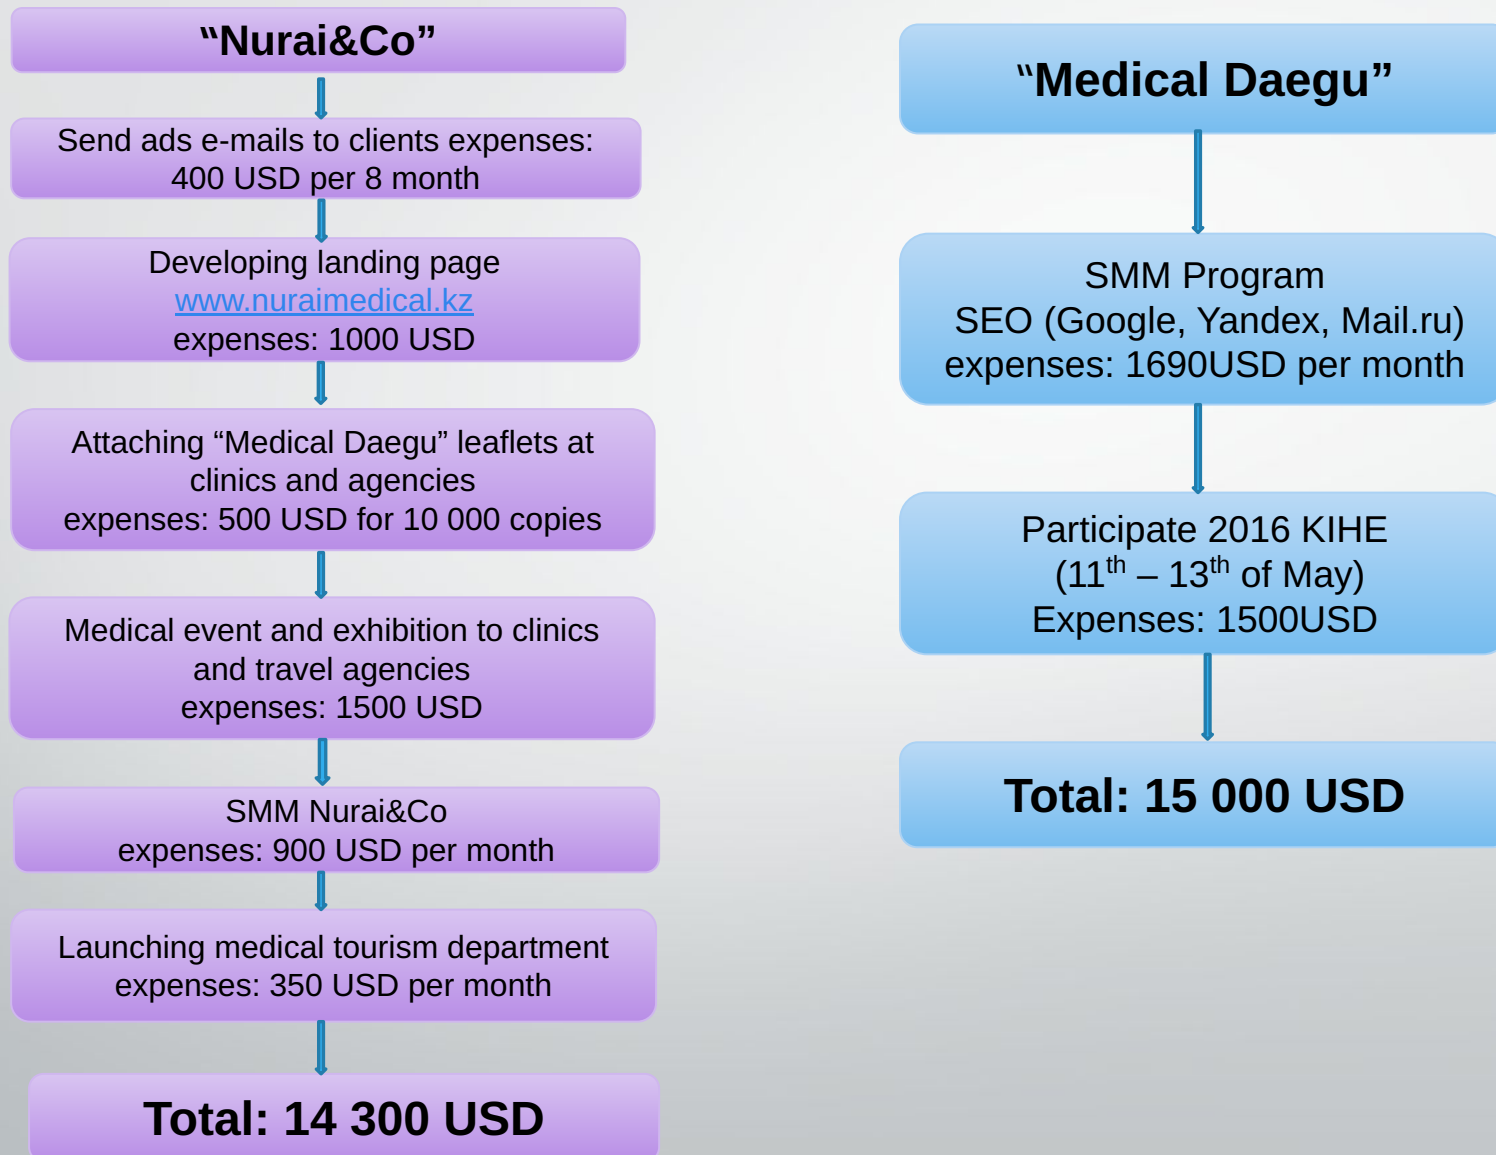 “Nurai&Co”
Send ads e-mails to clients expenses:
400 USD per 8 month
Developing landing page
www.nuraimedical.kz
expenses: 1000 USD
Attaching “Medical Daegu” leaflets at
clinics and agencies
expenses: 500 USD for 10 000 copies
Medical event and exhibition to clinics
and travel agencies
expenses: 1500 USD
SMM Nurai&Co
expenses: 900 USD per month
Launching medical tourism department
expenses: 350 USD per month
Total: 14 300 USD
“Medical Daegu”
SMM Program
SEO (Google, Yandex, Mail.ru)
expenses: 1690USD per month
Participate 2016 KIHE
(11th – 13th of May)
Expenses: 1500USD
Total: 15 000 USD